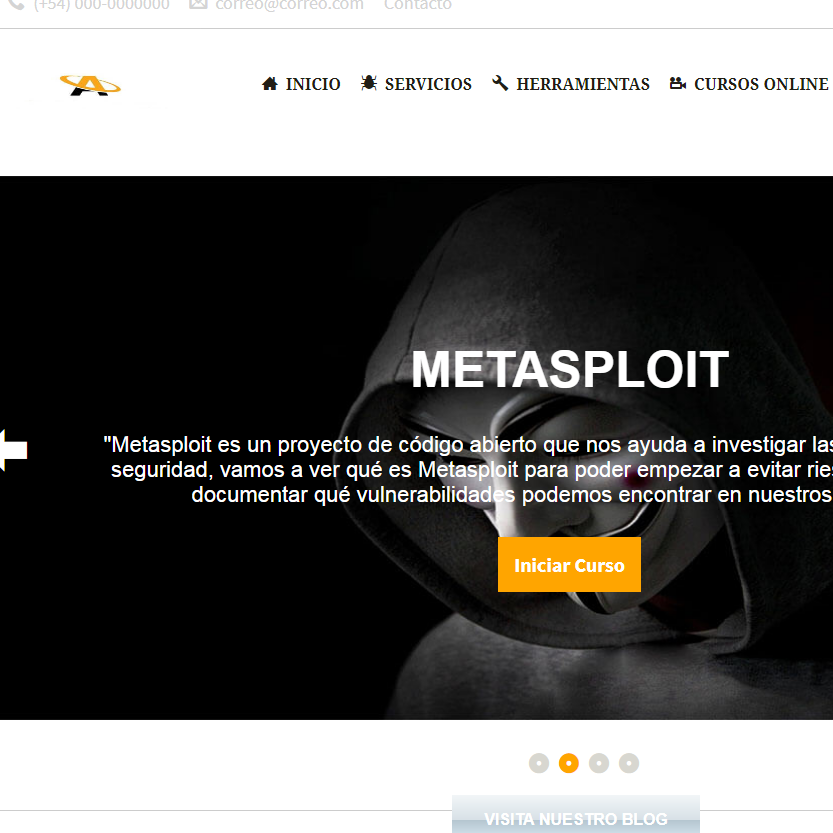 (+54) 000-0000000 correo@correo.com Contacto
INICIO SERVICIOS HERRAMIENTAS CURSOS ONLINE
METASPLOIT
"Metasploit es un proyecto de código abierto que nos ayuda a investigar las
seguridad, vamos a ver qué es Metasploit para poder empezar a evitar ries
documentar qué vulnerabilidades podemos encontrar en nuestros
Iniciar Curso
VISITA NUESTRO BLOG